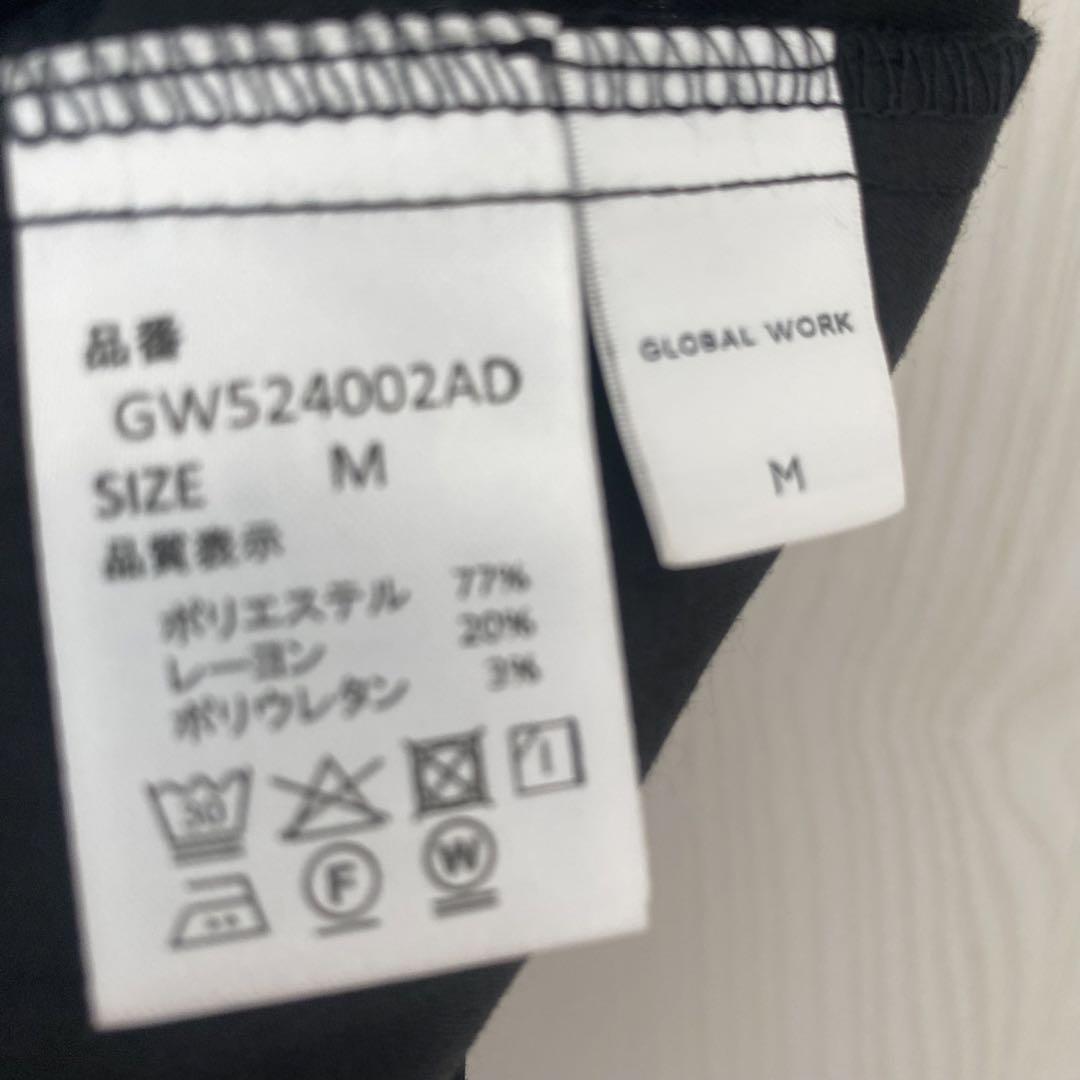 品番
GW524002AD
SIZE M
品質表示
ポリエステル 77%
レーヨン 20%
ポリウレタン 3%
30
F
W
GLOBAL WORK
M